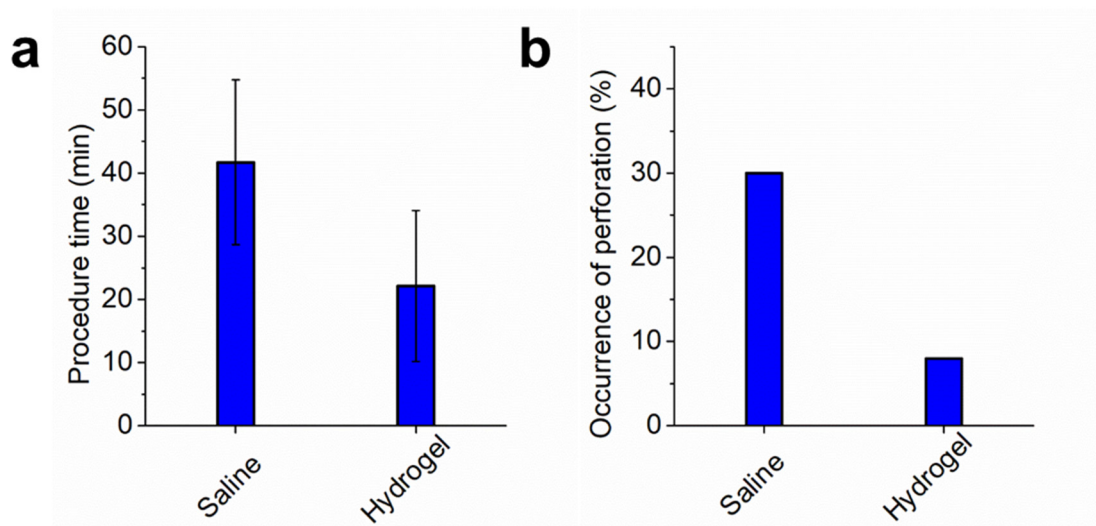 a
Procedure time (min)
60
50
40
30
20
10
0
Saline
Hydrogel
b
Occurrence of perforation (%)
40
30
20
10
0
Saline
Hydrogel